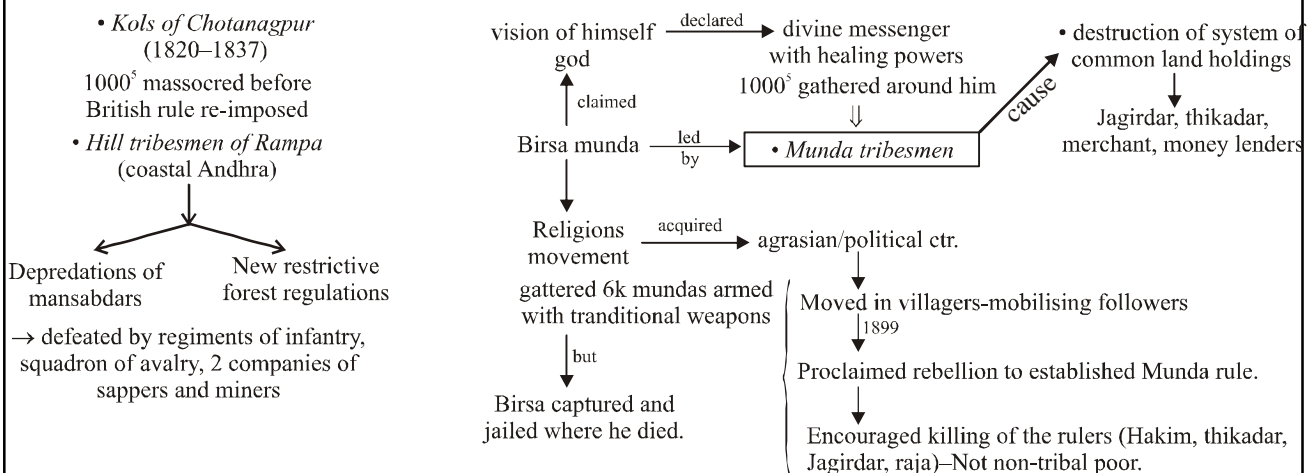 • Kols of Chotanagpur
(1820–1837)
1000⁵ massocred before
British rule re-imposed
• Hill tribesmen of Rampa
(coastal Andhra)
Depredations of
mansabdars
New restrictive
forest regulations
→ defeated by regiments of infantry,
squadron of avalry, 2 companies of
sappers and miners
vision of himself
god
declared
divine messenger
with healing powers
1000⁵ gathered around him
claimed
Birsa munda
led
by
• Munda tribesmen
cause
• destruction of system of
common land holdings
Jagirdar, thikadar,
merchant, money lenders
Religions
movement
acquired
agrasian/political ctr.
gattered 6k mundas armed
with tranditional weapons
but
Birsa captured and
jailed where he died.
Moved in villagers-mobilising followers
1899
Proclaimed rebellion to established Munda rule.
Encouraged killing of the rulers (Hakim, thikadar,
Jagirdar, raja)–Not non-tribal poor.